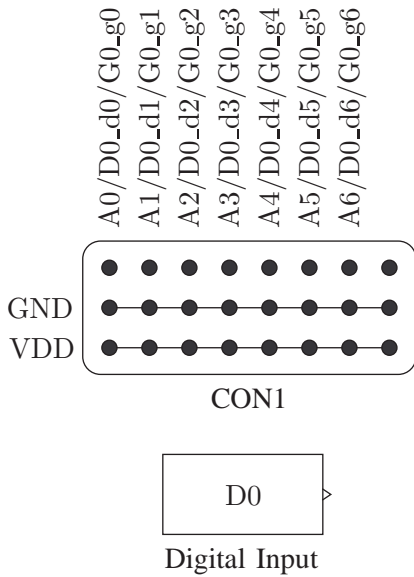 A0/D0_d0/G0_g0
A1/D0_d1/G0_g1
A2/D0_d2/G0_g2
A3/D0_d3/G0_g3
A4/D0_d4/G0_g4
A5/D0_d5/G0_g5
A6/D0_d6/G0_g6
GND
VDD
CON1
D0
Digital Input